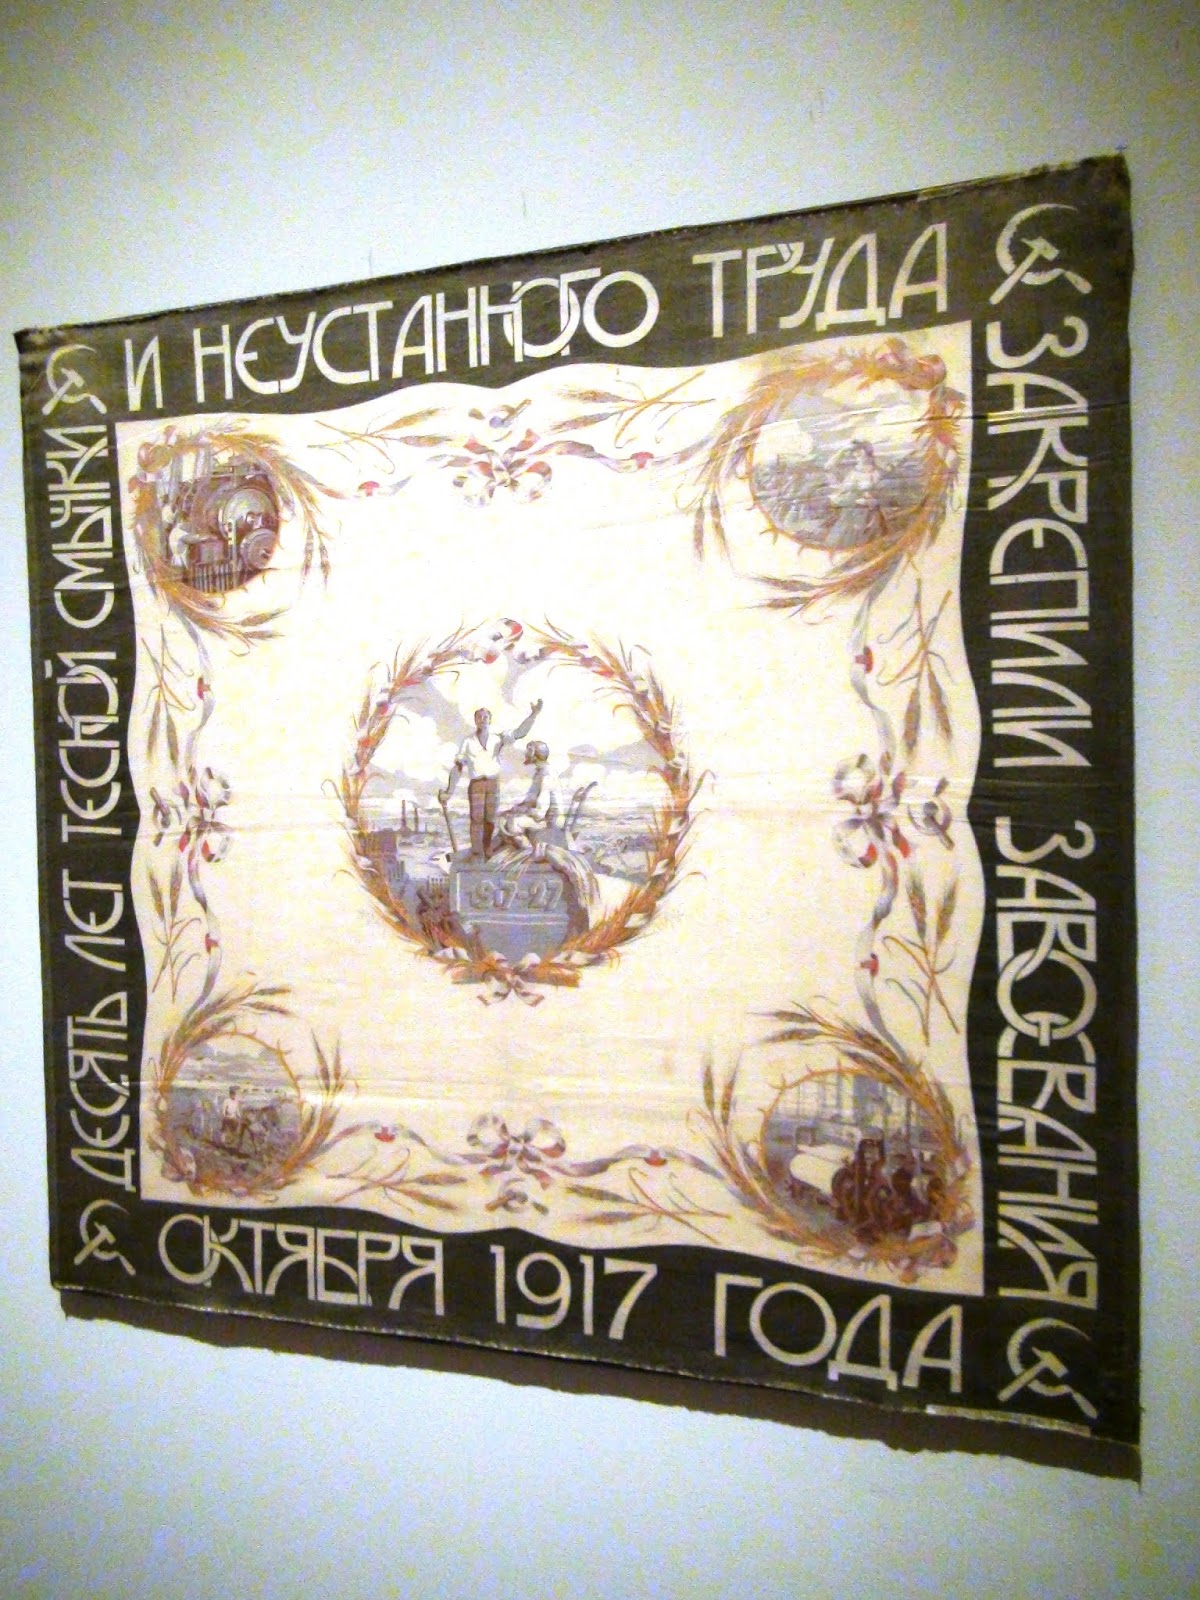 ДЕСЯТЬ ЛЕТ ТЕСНОЙ СМЫЧКИ
И НЕУСТАННОГО ТРУДА
ЗАКРЕПИЛИ ЗАВОЕВАНИЯ
ОКТЯБРЯ 1917 ГОДА
1917-27